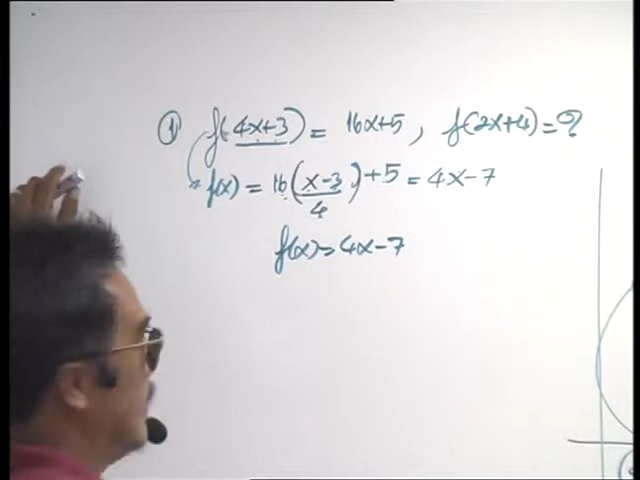 ① f(4x+3) = 16x+5, f(2x+4)=?
f(x) = 16(x-3/4)+5 = 4x-7
f(x)=4x-7